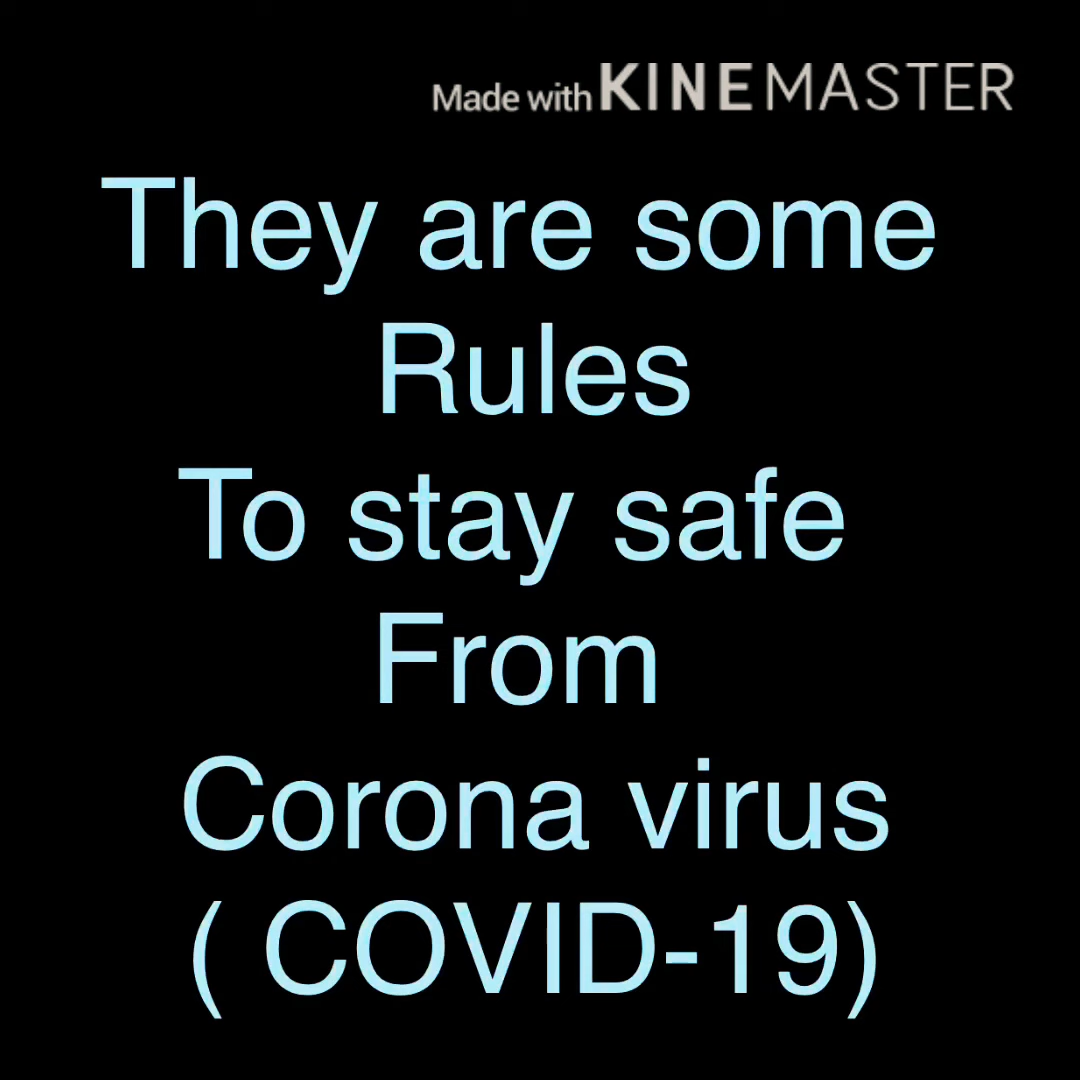 Made with KINEMASTER
They are some
Rules
To stay safe
From
Corona virus
( COVID-19)